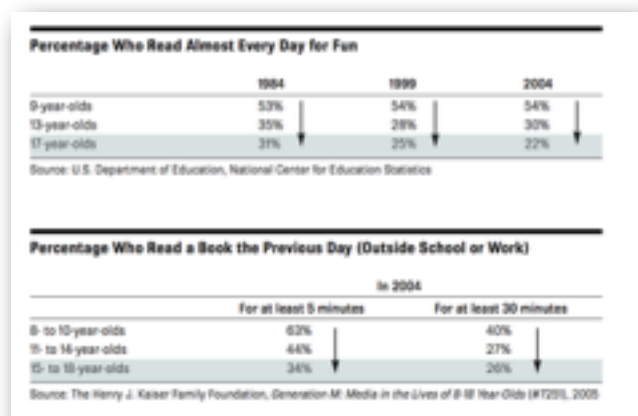 Percentage Who Read Almost Every Day for Fun
1984 1999 2004
9-year-olds 53% 54% 54%
13-year-olds 35% 28% 30%
17-year-olds 31% 25% 22%
Source: U.S. Department of Education, National Center for Education Statistics
Percentage Who Read a Book the Previous Day (Outside School or Work)
In 2004
For at least 5 minutes For at least 30 minutes
8- to 10-year-olds 63% 40%
11- to 14-year-olds 44% 27%
15- to 18-year-olds 34% 26%
Source: The Henry J. Kaiser Family Foundation, Generation M: Media in the Lives of 8-18 Year-Olds (#7251), 2005